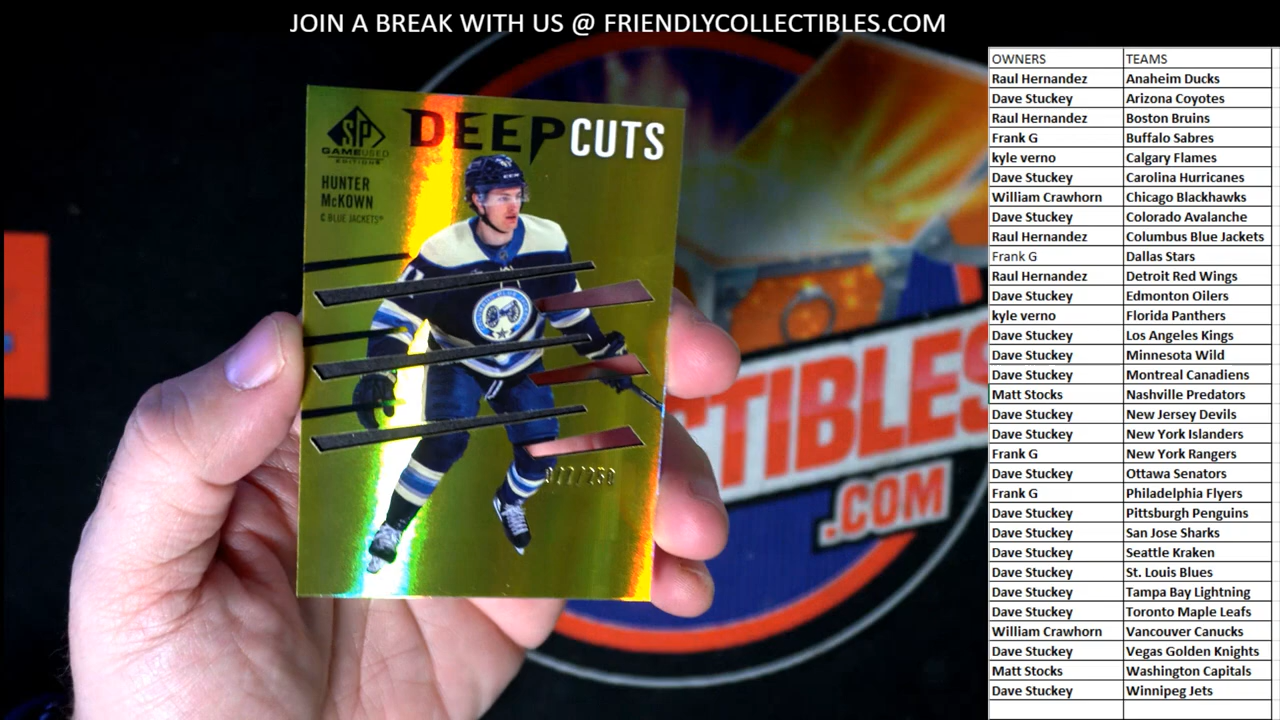 JOIN A BREAK WITH US @ FRIENDLYCOLLECTIBLES.COM
SP
GAMEUSED
EDITIONS
DEEP CUTS
HUNTER
McKOWN
C BLUE JACKETS
CTIBLES
.COM
OWNERS TEAMS
Raul Hernandez Anaheim Ducks
Dave Stuckey Arizona Coyotes
Raul Hernandez Boston Bruins
Frank G Buffalo Sabres
kyle verno Calgary Flames
Dave Stuckey Carolina Hurricanes
William Crawhorn Chicago Blackhawks
Dave Stuckey Colorado Avalanche
Raul Hernandez Columbus Blue Jackets
Frank G Dallas Stars
Raul Hernandez Detroit Red Wings
Dave Stuckey Edmonton Oilers
kyle verno Florida Panthers
Dave Stuckey Los Angeles Kings
Dave Stuckey Minnesota Wild
Dave Stuckey Montreal Canadiens
Matt Stocks Nashville Predators
Dave Stuckey New Jersey Devils
Dave Stuckey New York Islanders
Frank G New York Rangers
Dave Stuckey Ottawa Senators
Frank G Philadelphia Flyers
Dave Stuckey Pittsburgh Penguins
Dave Stuckey San Jose Sharks
Dave Stuckey Seattle Kraken
Dave Stuckey St. Louis Blues
Dave Stuckey Tampa Bay Lightning
Dave Stuckey Toronto Maple Leafs
William Crawhorn Vancouver Canucks
Dave Stuckey Vegas Golden Knights
Matt Stocks Washington Capitals
Dave Stuckey Winnipeg Jets